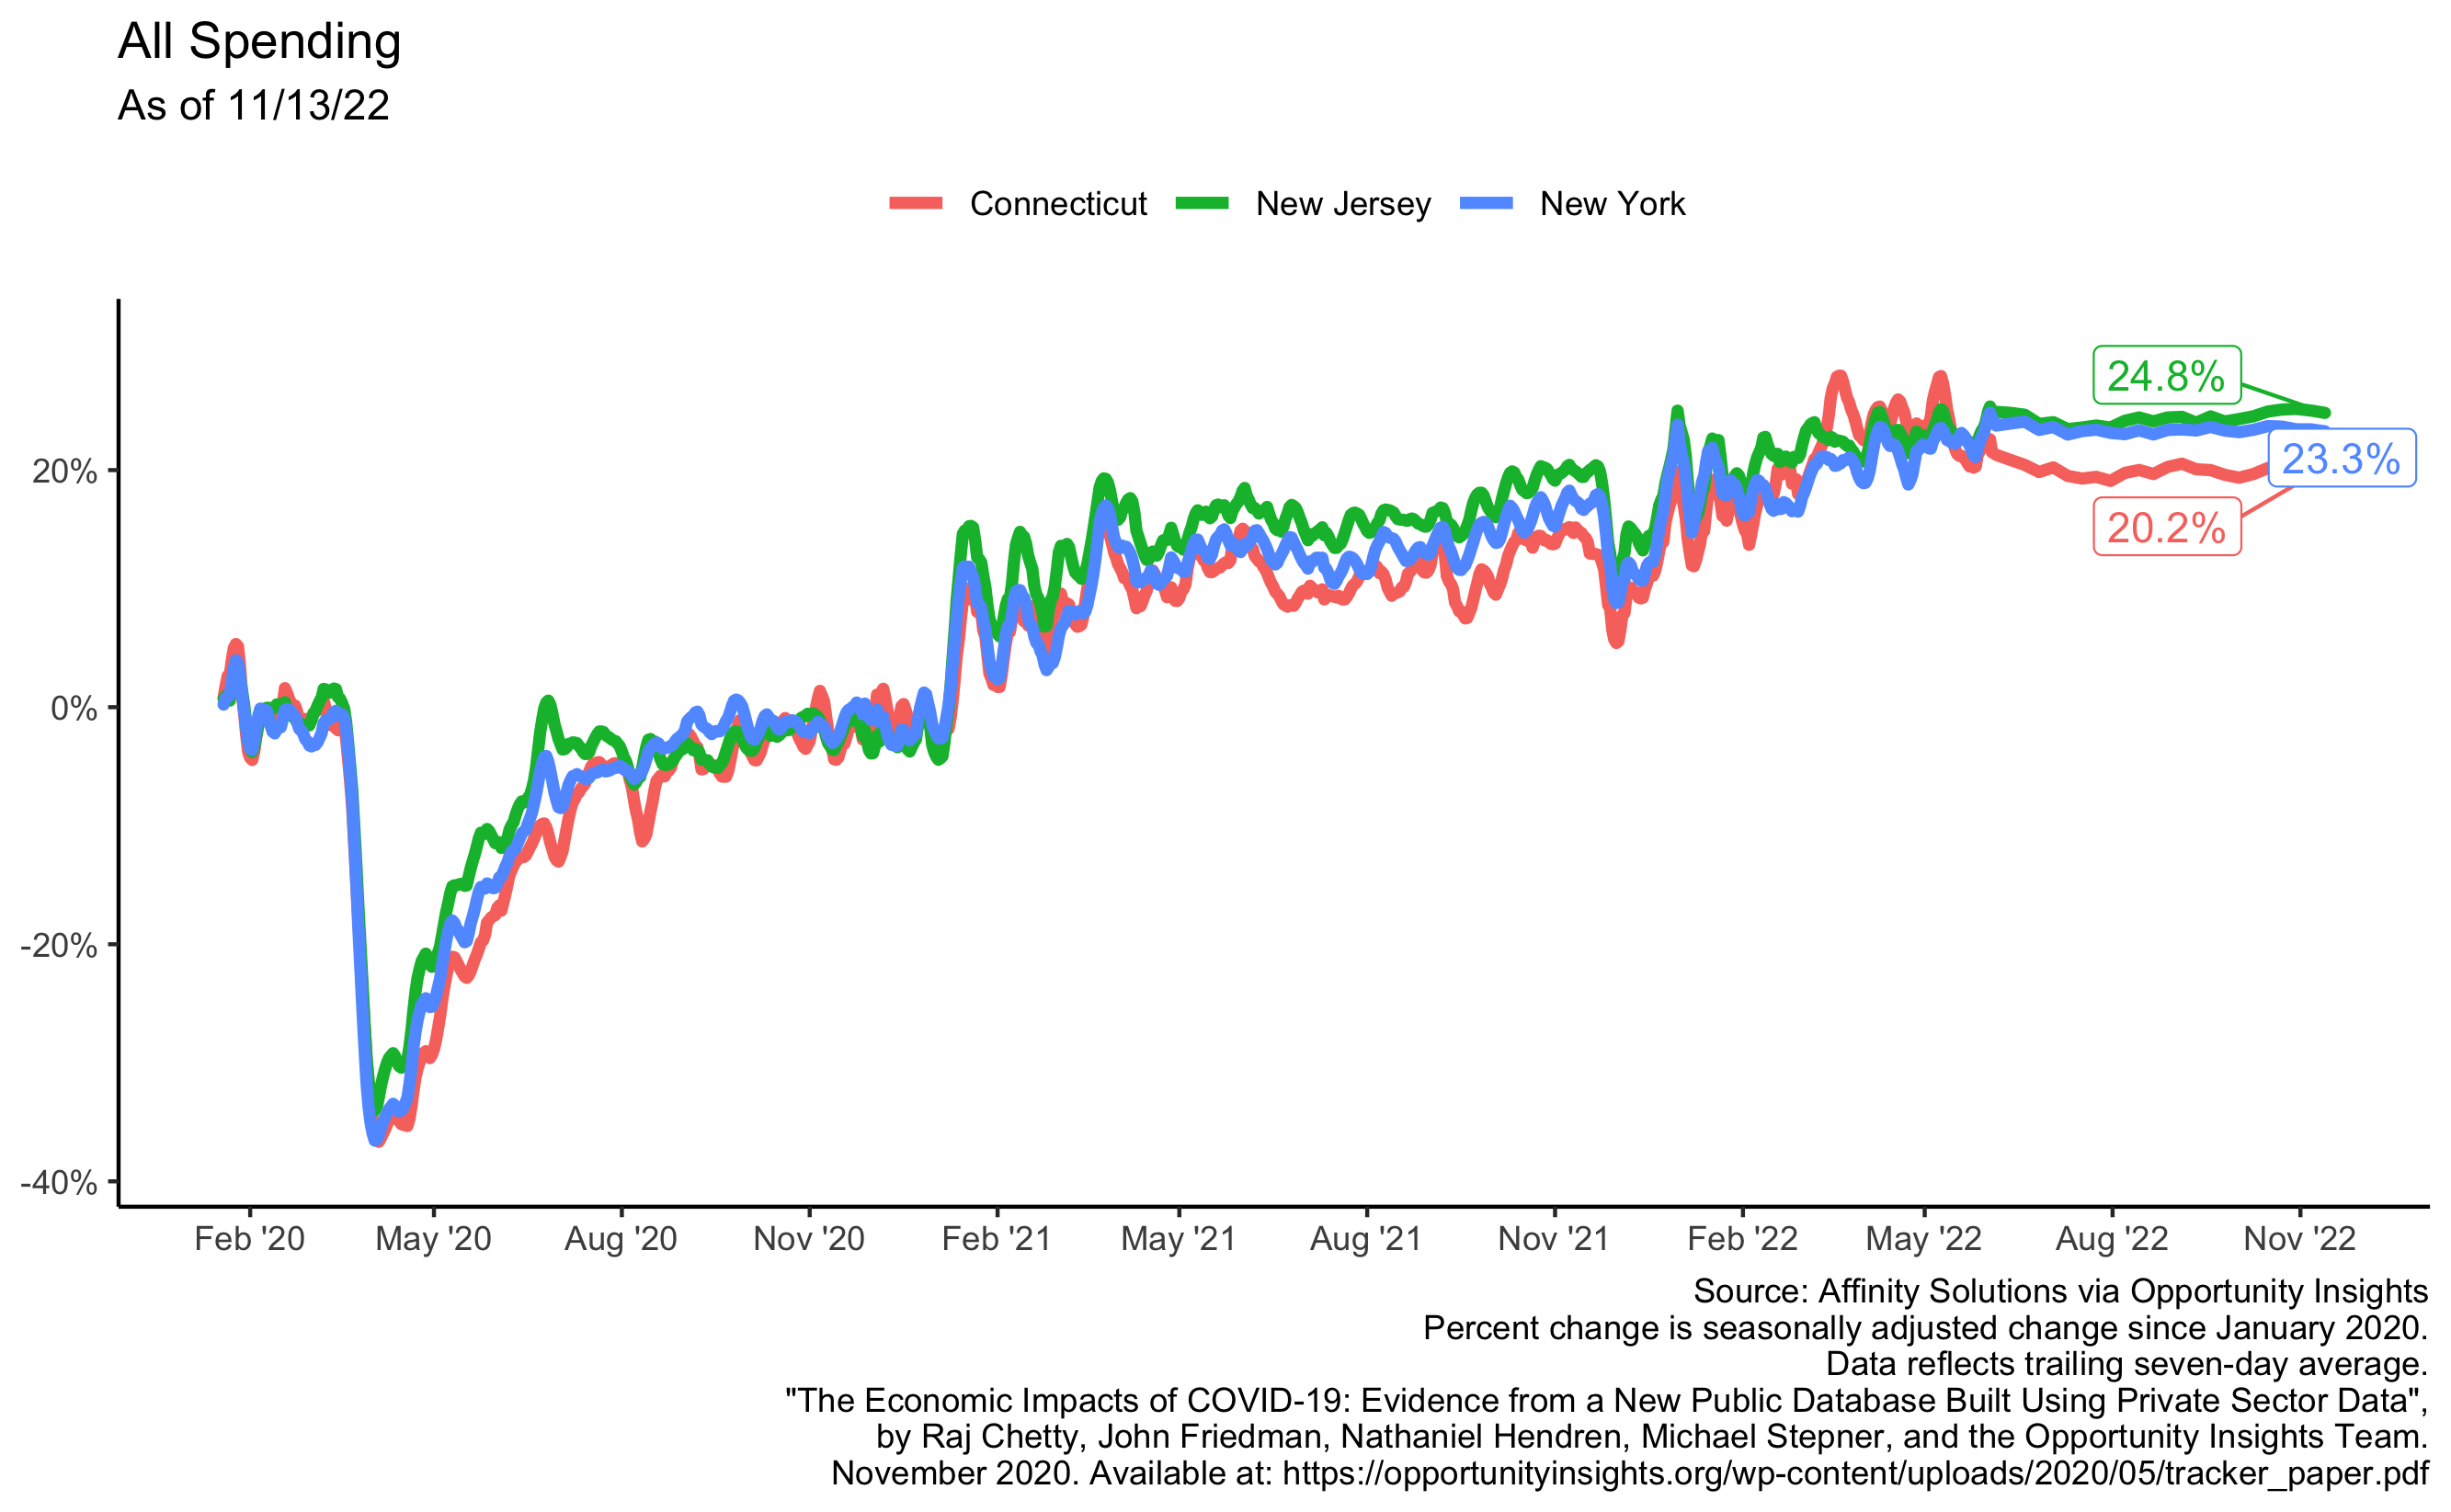 All Spending
As of 11/13/22
Connecticut New Jersey New York
24.8%
23.3%
20.2%
20%
0%
-20%
-40%
Feb '20 May '20 Aug '20 Nov '20 Feb '21 May '21 Aug '21 Nov '21 Feb '22 May '22 Aug '22 Nov '22
Source: Affinity Solutions via Opportunity Insights
Percent change is seasonally adjusted change since January 2020.
Data reflects trailing seven-day average.
"The Economic Impacts of COVID-19: Evidence from a New Public Database Built Using Private Sector Data",
by Raj Chetty, John Friedman, Nathaniel Hendren, Michael Stepner, and the Opportunity Insights Team.
November 2020. Available at: https://opportunityinsights.org/wp-content/uploads/2020/05/tracker_paper.pdf